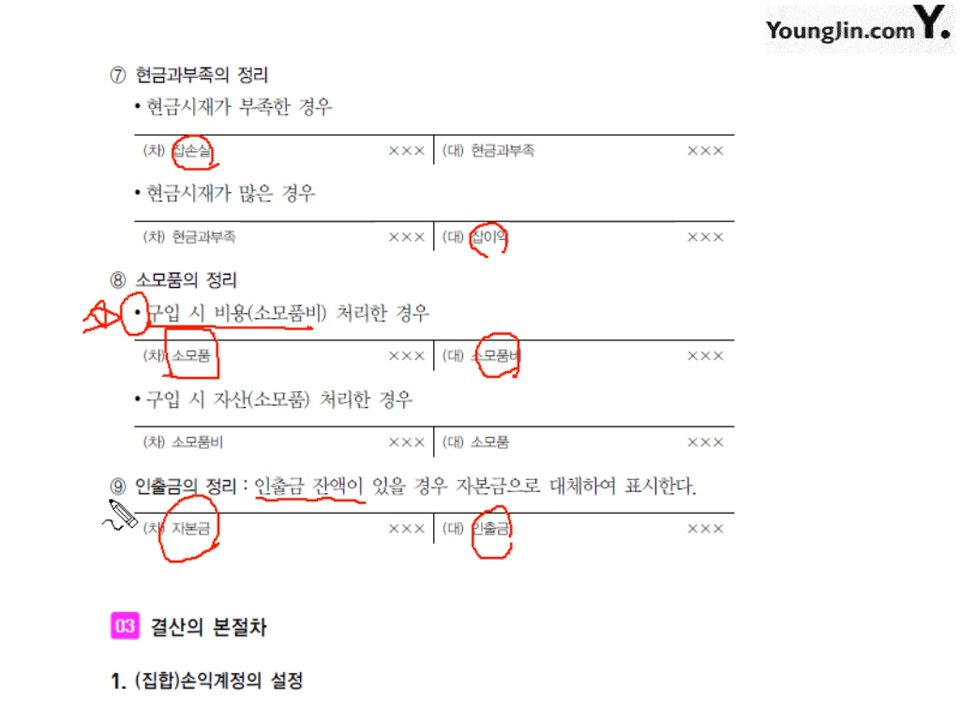 YoungJin.com Y.
⑦ 현금과부족의 정리
• 현금시재가 부족한 경우
(차) 잡손실 ××× (대) 현금과부족 ×××
• 현금시재가 많은 경우
(차) 현금과부족 ××× (대) 잡이익 ×××
⑧ 소모품의 정리
• 구입 시 비용(소모품비) 처리한 경우
(차) 소모품 ××× (대) 소모품비 ×××
• 구입 시 자산(소모품) 처리한 경우
(차) 소모품비 ××× (대) 소모품 ×××
⑨ 인출금의 정리 : 인출금 잔액이 있을 경우 자본금으로 대체하여 표시한다.
(차) 자본금 ××× (대) 인출금 ×××
03 결산의 본절차
1. (집합)손익계정의 설정